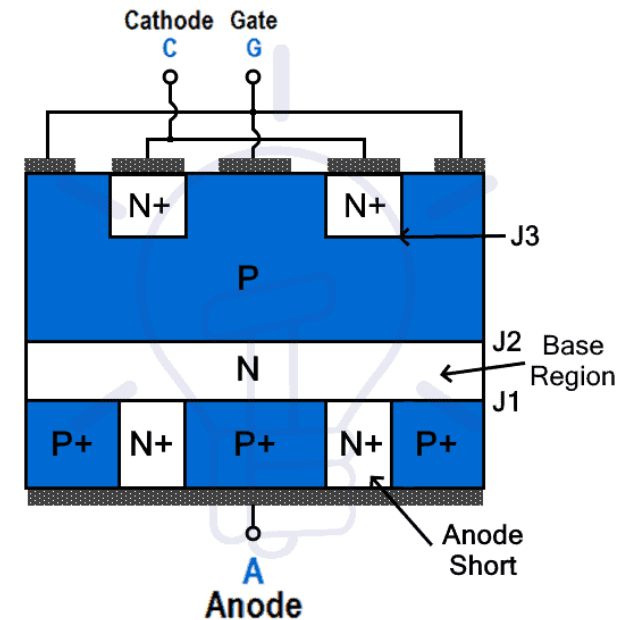 Cathode Gate
C G
N+ N+
J3
P
J2
N
Base
Region
J1
P+ N+ P+ N+ P+
Anode
Short
A
Anode